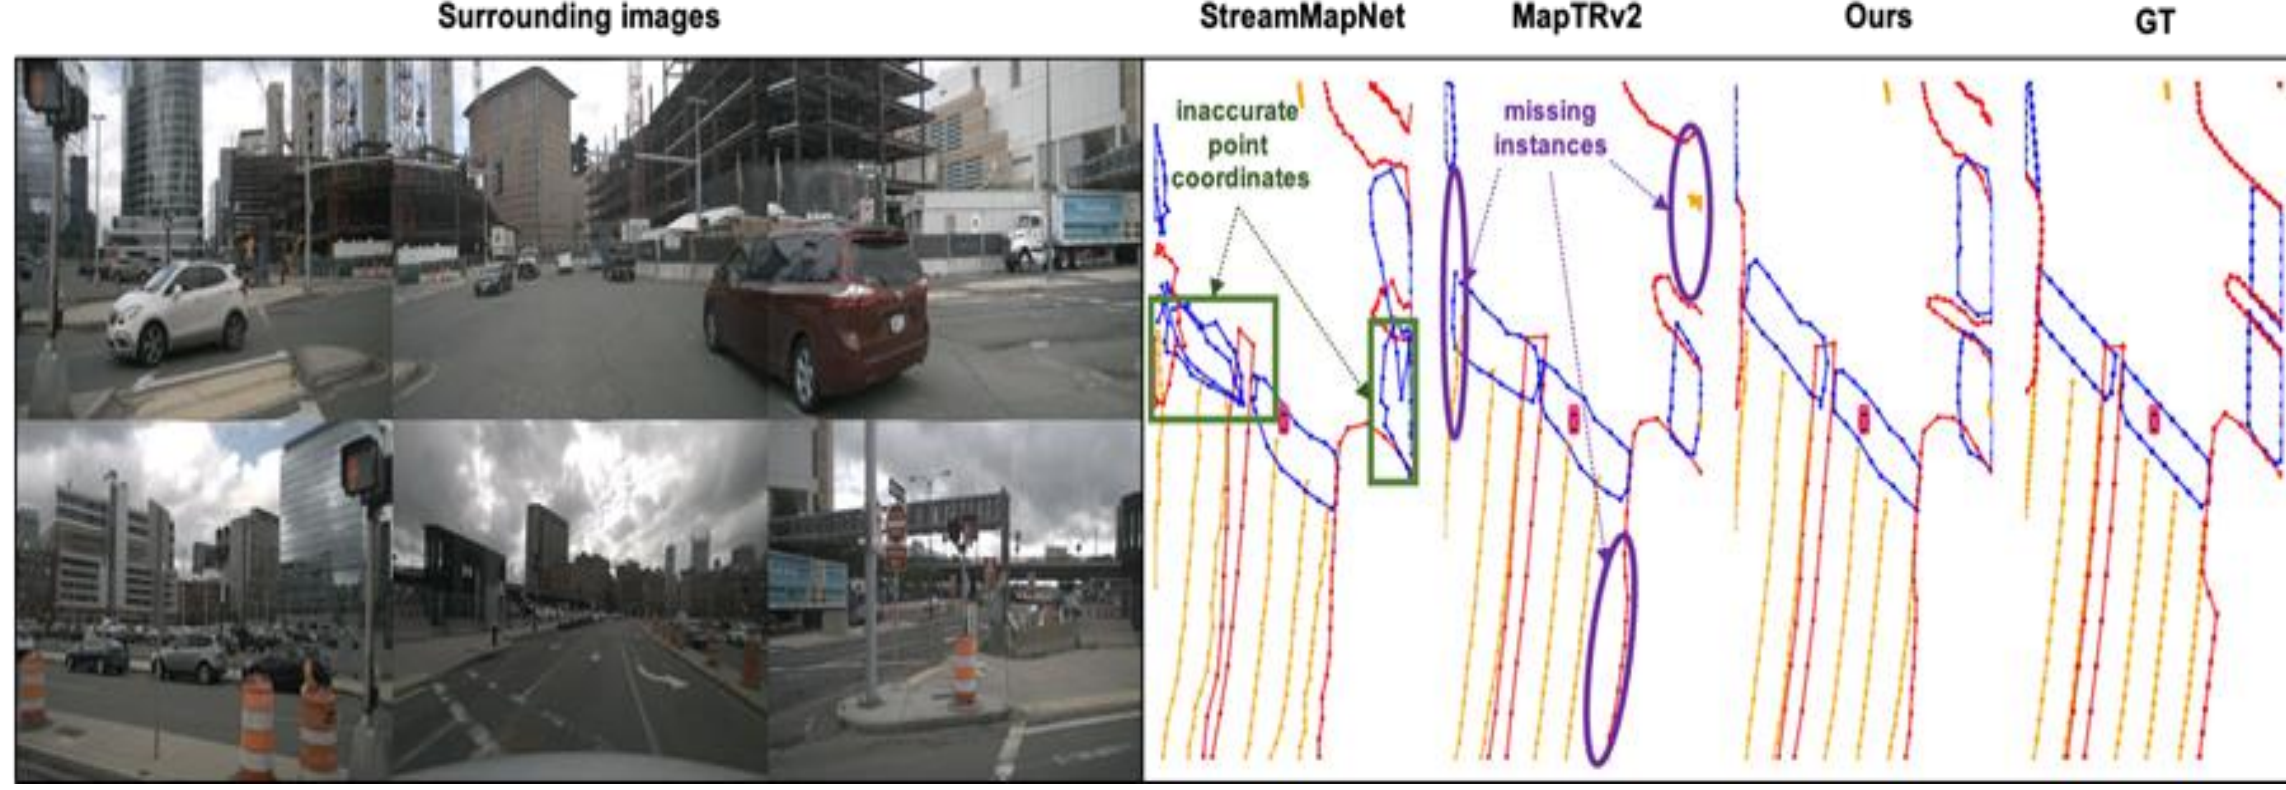 Surrounding images
StreamMapNet
MapTRv2
Ours
GT
inaccurate
point
coordinates
missing
instances